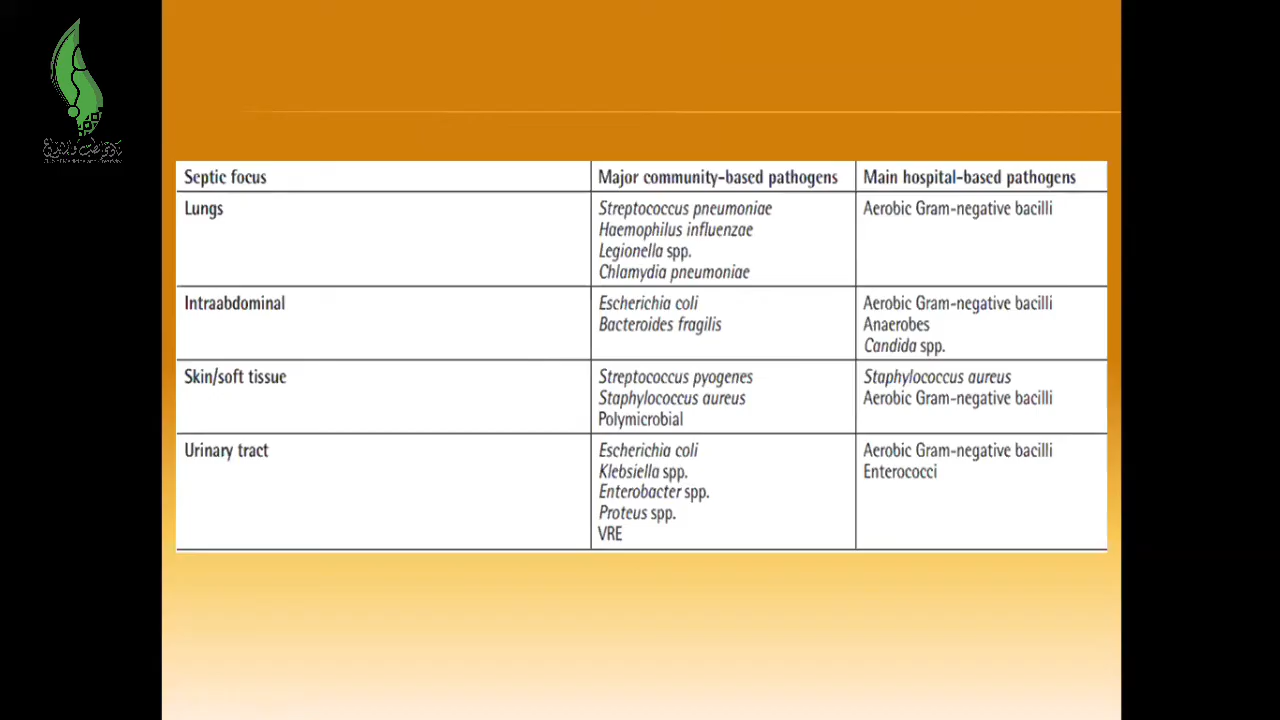 Septic focus Major community-based pathogens Main hospital-based pathogens
Lungs Streptococcus pneumoniae Aerobic Gram-negative bacilli
Haemophilus influenzae
Legionella spp.
Chlamydia pneumoniae
Intraabdominal Escherichia coli Aerobic Gram-negative bacilli
Bacteroides fragilis Anaerobes
Candida spp.
Skin/soft tissue Streptococcus pyogenes Staphylococcus aureus
Staphylococcus aureus Aerobic Gram-negative bacilli
Polymicrobial
Urinary tract Escherichia coli Aerobic Gram-negative bacilli
Klebsiella spp. Enterococci
Enterobacter spp.
Proteus spp.
VRE